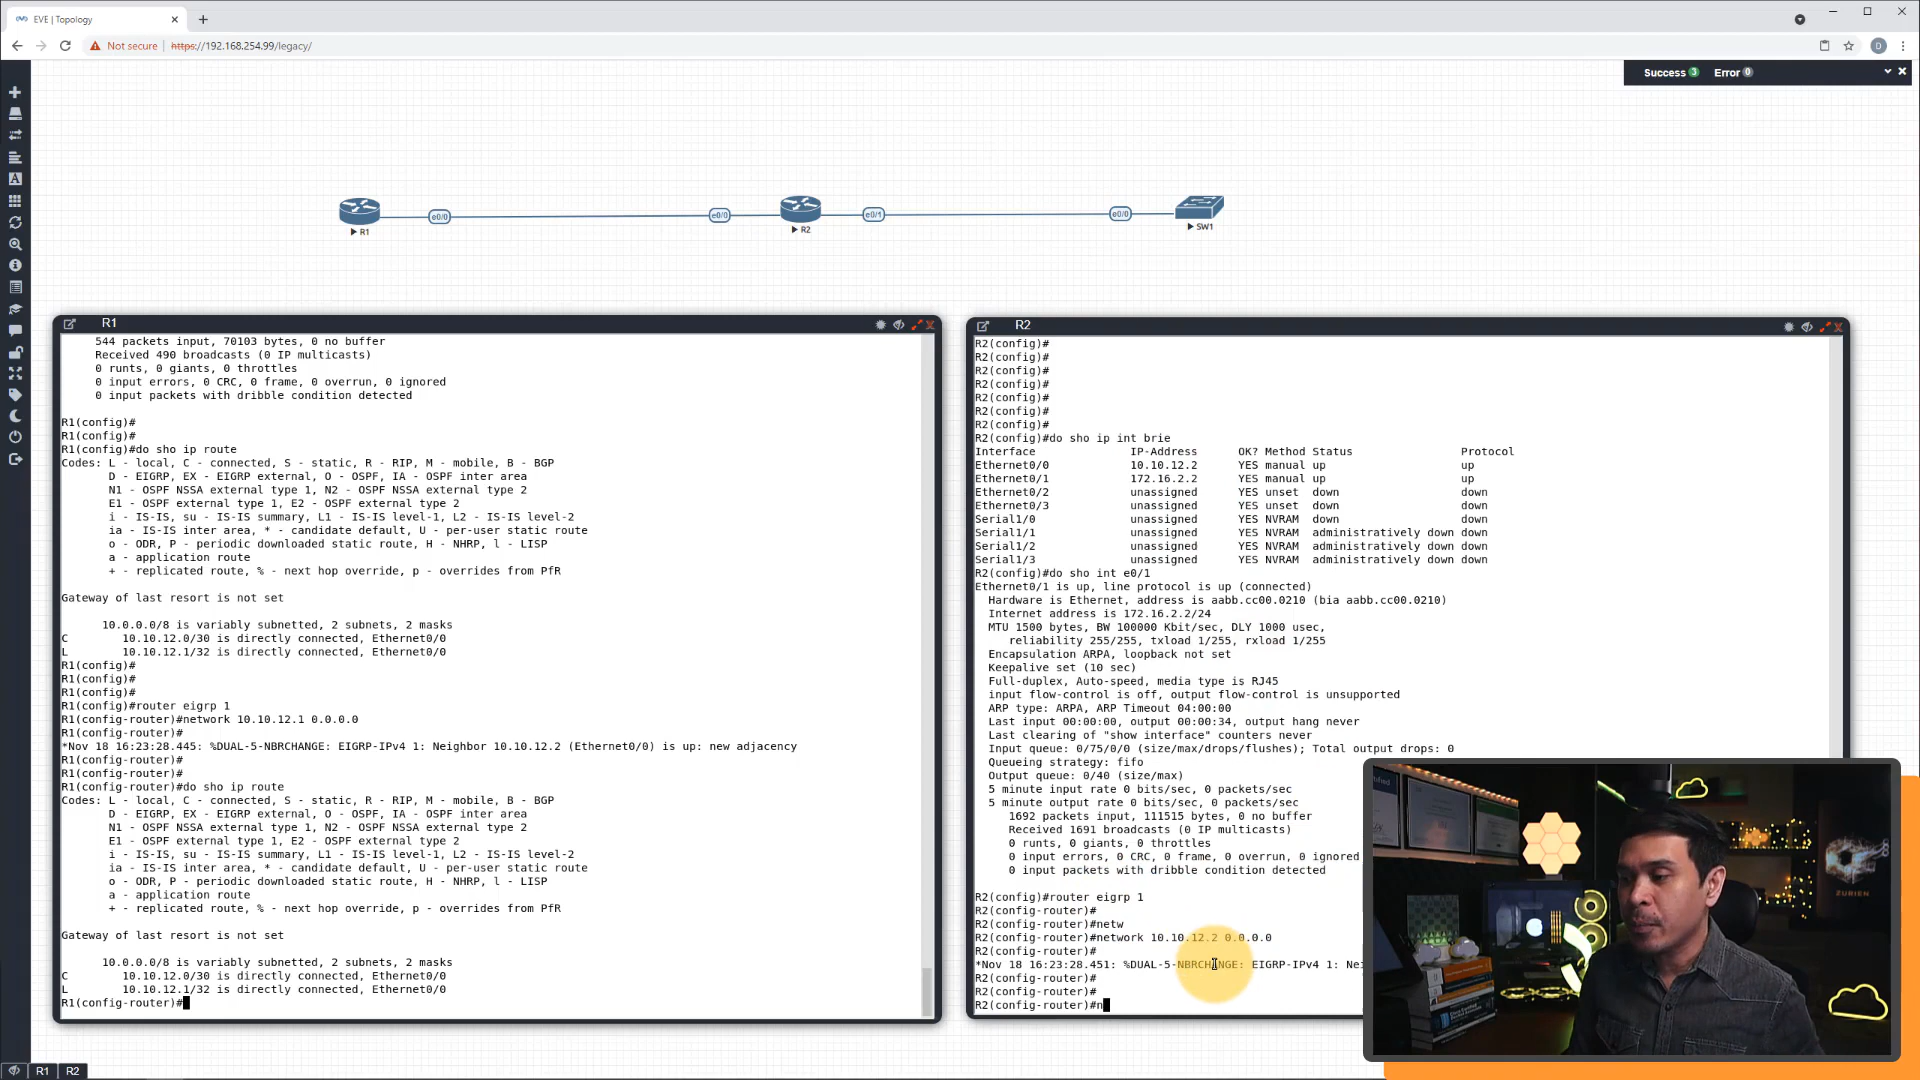 EVE | Topology
Not secure
https://192.168.254.99/legacy/
D
Success 3 Error 0
e0/0
e0/0
e0/1
e0/0
R1
R2
SW1
R1
544 packets input, 70103 bytes, 0 no buffer
Received 490 broadcasts (0 IP multicasts)
0 runts, 0 giants, 0 throttles
0 input errors, 0 CRC, 0 frame, 0 overrun, 0 ignored
0 input packets with dribble condition detected
R1(config)#
R1(config)#
R1(config)#do sho ip route
Codes: L - local, C - connected, S - static, R - RIP, M - mobile, B - BGP
D - EIGRP, EX - EIGRP external, O - OSPF, IA - OSPF inter area
N1 - OSPF NSSA external type 1, N2 - OSPF NSSA external type 2
E1 - OSPF external type 1, E2 - OSPF external type 2
i - IS-IS, su - IS-IS summary, L1 - IS-IS level-1, L2 - IS-IS level-2
ia - IS-IS inter area, * - candidate default, U - per-user static route
o - ODR, P - periodic downloaded static route, H - NHRP, l - LISP
a - application route
+ - replicated route, % - next hop override, p - overrides from PfR
Gateway of last resort is not set
10.0.0.0/8 is variably subnetted, 2 subnets, 2 masks
C 10.10.12.0/30 is directly connected, Ethernet0/0
L 10.10.12.1/32 is directly connected, Ethernet0/0
R1(config)#
R1(config)#
R1(config)#
R1(config)#router eigrp 1
R1(config-router)#network 10.10.12.1 0.0.0.0
R1(config-router)#
*Nov 18 16:23:28.445: %DUAL-5-NBRCHANGE: EIGRP-IPv4 1: Neighbor 10.10.12.2 (Ethernet0/0) is up: new adjacency
R1(config-router)#
R1(config-router)#
R1(config-router)#do sho ip route
Codes: L - local, C - connected, S - static, R - RIP, M - mobile, B - BGP
D - EIGRP, EX - EIGRP external, O - OSPF, IA - OSPF inter area
N1 - OSPF NSSA external type 1, N2 - OSPF NSSA external type 2
E1 - OSPF external type 1, E2 - OSPF external type 2
i - IS-IS, su - IS-IS summary, L1 - IS-IS level-1, L2 - IS-IS level-2
ia - IS-IS inter area, * - candidate default, U - per-user static route
o - ODR, P - periodic downloaded static route, H - NHRP, l - LISP
a - application route
+ - replicated route, % - next hop override, p - overrides from PfR
Gateway of last resort is not set
10.0.0.0/8 is variably subnetted, 2 subnets, 2 masks
C 10.10.12.0/30 is directly connected, Ethernet0/0
L 10.10.12.1/32 is directly connected, Ethernet0/0
R1(config-router)#
R2
R2(config)#
R2(config)#
R2(config)#
R2(config)#
R2(config)#
R2(config)#
R2(config)#
R2(config)#do sho ip int brie
Interface IP-Address OK? Method Status Protocol
Ethernet0/0 10.10.12.2 YES manual up up
Ethernet0/1 172.16.2.2 YES manual up up
Ethernet0/2 unassigned YES unset down down
Ethernet0/3 unassigned YES unset down down
Serial1/0 unassigned YES NVRAM down down
Serial1/1 unassigned YES NVRAM administratively down down
Serial1/2 unassigned YES NVRAM administratively down down
Serial1/3 unassigned YES NVRAM administratively down down
R2(config)#do sho int e0/1
Ethernet0/1 is up, line protocol is up (connected)
Hardware is Ethernet, address is aabb.cc00.0210 (bia aabb.cc00.0210)
Internet address is 172.16.2.2/24
MTU 1500 bytes, BW 100000 Kbit/sec, DLY 1000 usec,
reliability 255/255, txload 1/255, rxload 1/255
Encapsulation ARPA, loopback not set
Keepalive set (10 sec)
Full-duplex, Auto-speed, media type is RJ45
input flow-control is off, output flow-control is unsupported
ARP type: ARPA, ARP Timeout 04:00:00
Last input 00:00:00, output 00:00:34, output hang never
Last clearing of "show interface" counters never
Input queue: 0/75/0/0 (size/max/drops/flushes); Total output drops: 0
Queueing strategy: fifo
Output queue: 0/40 (size/max)
5 minute input rate 0 bits/sec, 0 packets/sec
5 minute output rate 0 bits/sec, 0 packets/sec
1692 packets input, 111515 bytes, 0 no buffer
Received 1691 broadcasts (0 IP multicasts)
0 runts, 0 giants, 0 throttles
0 input errors, 0 CRC, 0 frame, 0 overrun, 0 ignored
0 input packets with dribble condition detected
R2(config)#router eigrp 1
R2(config-router)#
R2(config-router)#netw
R2(config-router)#network 10.10.12.2 0.0.0.0
R2(config-router)#
*Nov 18 16:23:28.451: %DUAL-5-NBRCHANGE: EIGRP-IPv4 1: Nei
R2(config-router)#
R2(config-router)#
R2(config-router)#n
ZURIEN
R1 R2